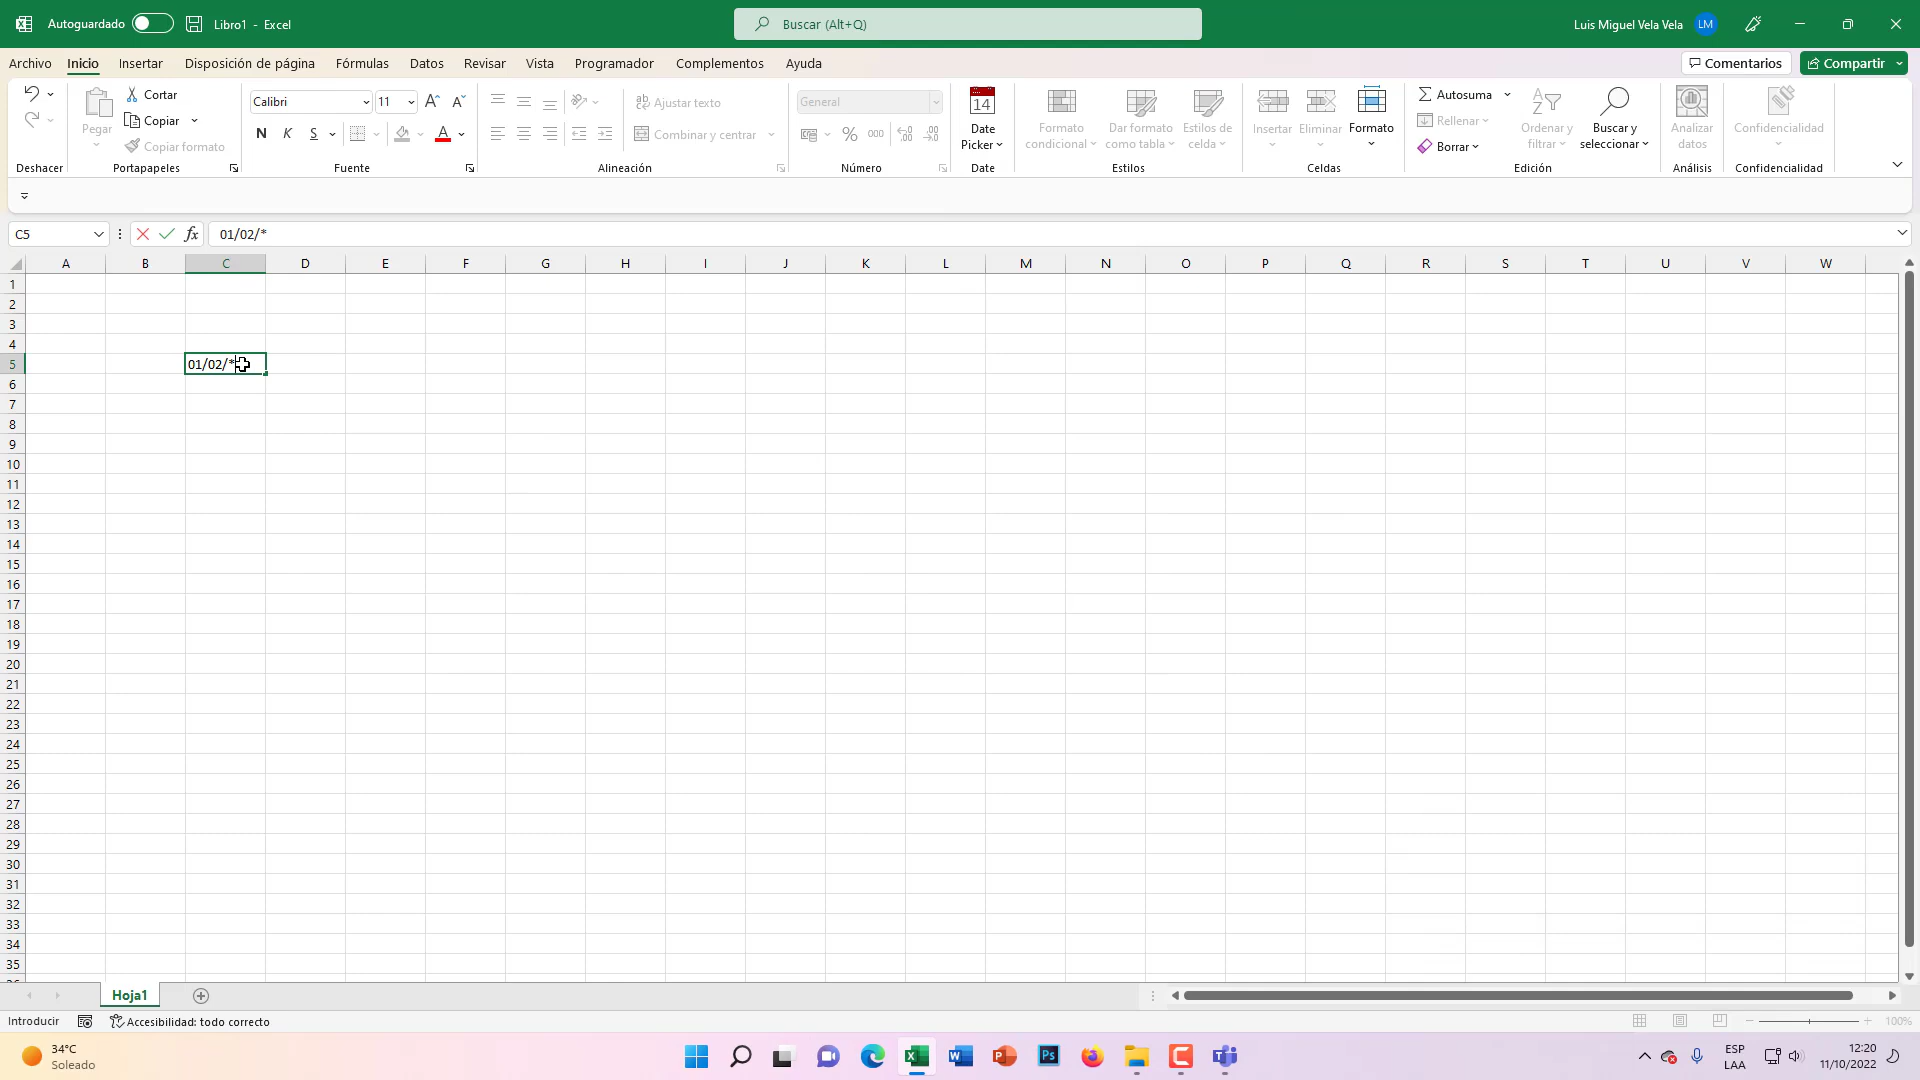 Autoguardado Libro1 - Excel Buscar (Alt+Q) Luis Miguel Vela Vela LM
Archivo Inicio Insertar Disposición de página Fórmulas Datos Revisar Vista Programador Complementos Ayuda Comentarios Compartir
Pegar
Cortar
Copiar
Copiar formato
Calibri 11
N K S
Ajustar texto
Combinar y centrar
General
% 000
14
Date
Picker
Formato
condicional
Dar formato
como tabla
Estilos de
celda
Insertar Eliminar Formato
Autosuma
Rellenar
Borrar
Ordenar y
filtrar
Buscar y
seleccionar
Analizar
datos
Confidencialidad
Deshacer Portapapeles Fuente Alineación Número Date Estilos Celdas Edición Análisis Confidencialidad
C5 fx 01/02/*
A B C D E F G H I J K L M N O P Q R S T U V W
1
2
3
4
5 01/02/*
6
7
8
9
10
11
12
13
14
15
16
17
18
19
20
21
22
23
24
25
26
27
28
29
30
31
32
33
34
35
Hoja1
Introducir Accesibilidad: todo correcto 100%
34°C
Soleado
ESP
LAA
12:20
11/10/2022